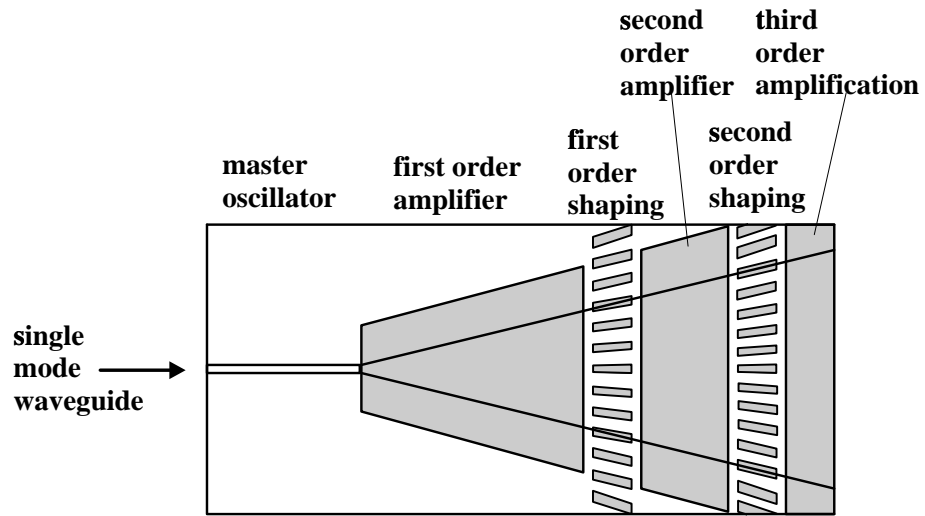 second
order
amplifier
third
order
amplification
first
order
shaping
second
order
shaping
master
oscillator
first order
amplifier
single
mode
waveguide